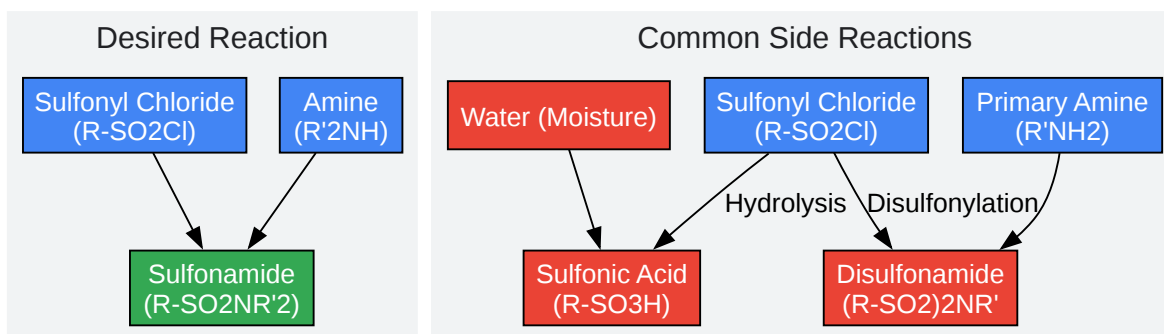 Desired Reaction
Sulfonyl Chloride
(R-SO2Cl)
Amine
(R'2NH)
Sulfonamide
(R-SO2NR'2)
Common Side Reactions
Water (Moisture)
Sulfonyl Chloride
(R-SO2Cl)
Primary Amine
(R'NH2)
Hydrolysis
Disulfonylation
Sulfonic Acid
(R-SO3H)
Disulfonamide
(R-SO2)2NR'